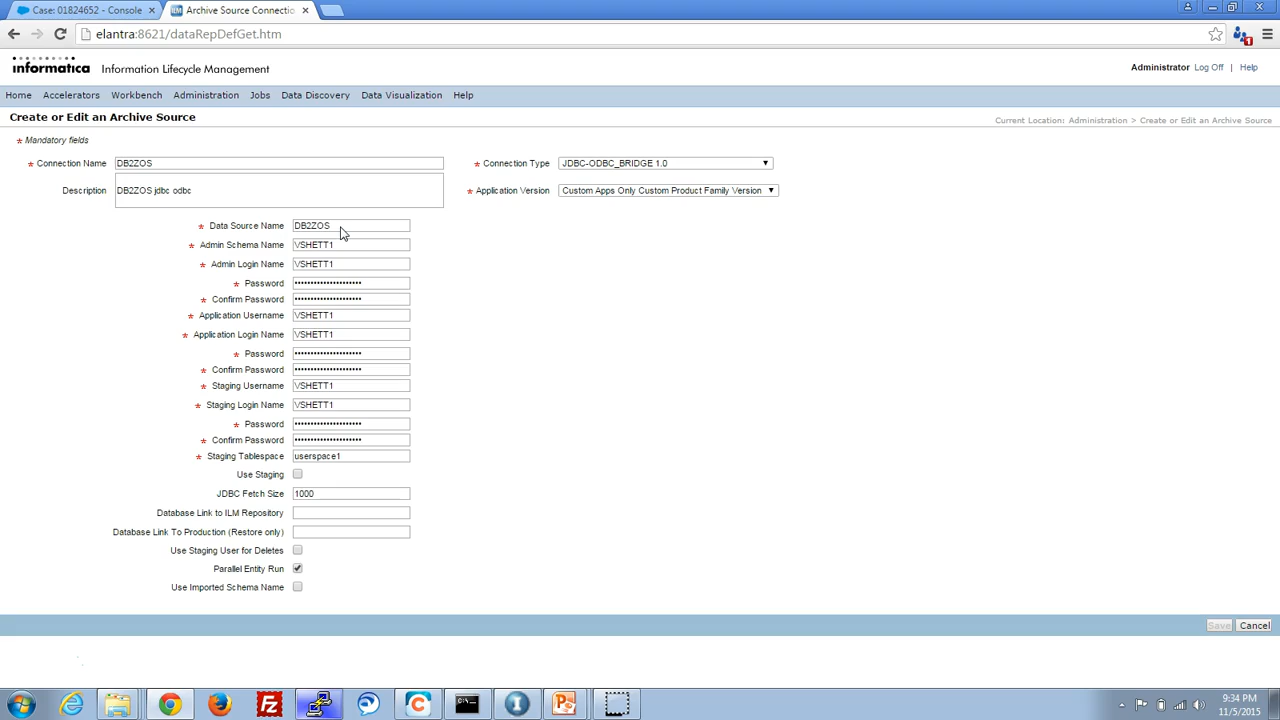 Case: 01824652 - Console
Archive Source Connectio
elantra:8621/dataRepDefGet.htm
1
informatica Information Lifecycle Management
Administrator Log Off | Help
Home Accelerators Workbench Administration Jobs Data Discovery Data Visualization Help
Create or Edit an Archive Source
Current Location: Administration > Create or Edit an Archive Source
* Mandatory fields
* Connection Name DB2ZOS
* Connection Type JDBC-ODBC_BRIDGE 1.0
Description DB2ZOS jdbc odbc
* Application Version Custom Apps Only Custom Product Family Version
* Data Source Name DB2ZOS
* Admin Schema Name VSHETT1
* Admin Login Name VSHETT1
* Password
* Confirm Password
* Application Username VSHETT1
* Application Login Name VSHETT1
* Password
* Confirm Password
* Staging Username VSHETT1
* Staging Login Name VSHETT1
* Password
* Confirm Password
* Staging Tablespace userspace1
Use Staging
JDBC Fetch Size 1000
Database Link to ILM Repository
Database Link To Production (Restore only)
Use Staging User for Deletes
Parallel Entity Run
Use Imported Schema Name
Save Cancel
9:34 PM
11/5/2015